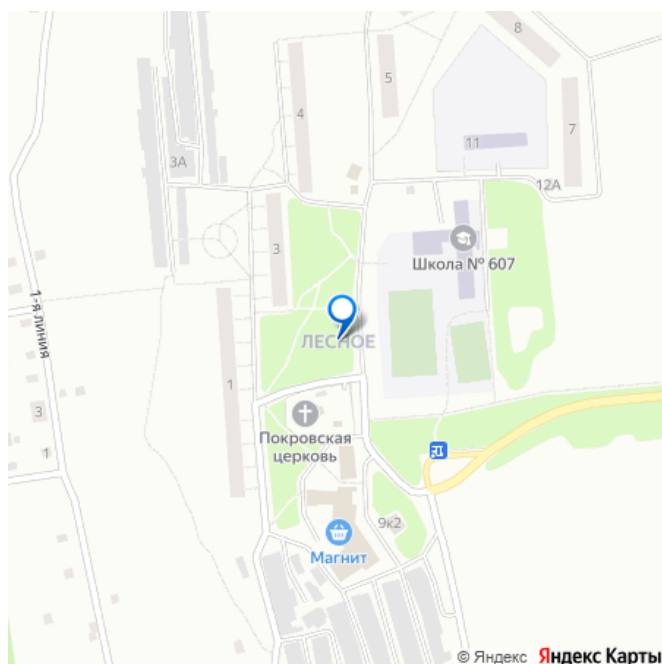 8
5
4
7
11
3А
12А
Школа № 607
3
1-я линия
ЛЕСНОЕ
1
Покровская
церковь
3
1
9к2
Магнит
© Яндекс Яндекс Карты